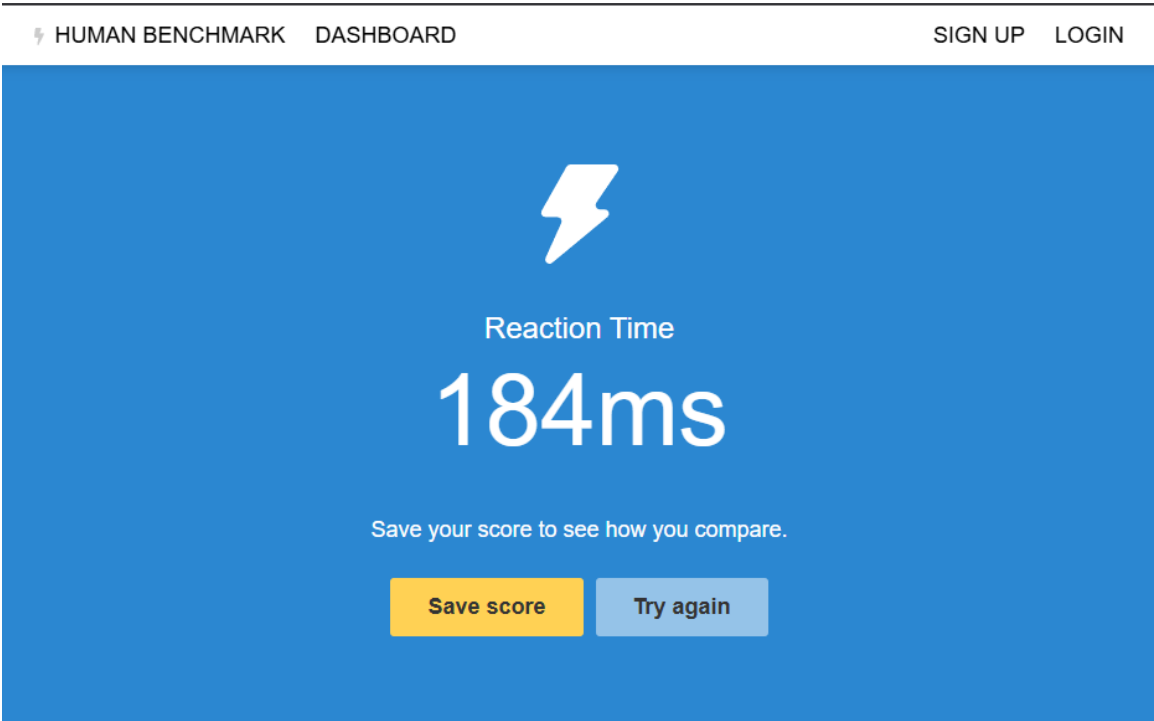 HUMAN BENCHMARK DASHBOARD SIGN UP LOGIN
Reaction Time
184ms
Save your score to see how you compare.
Save score Try again